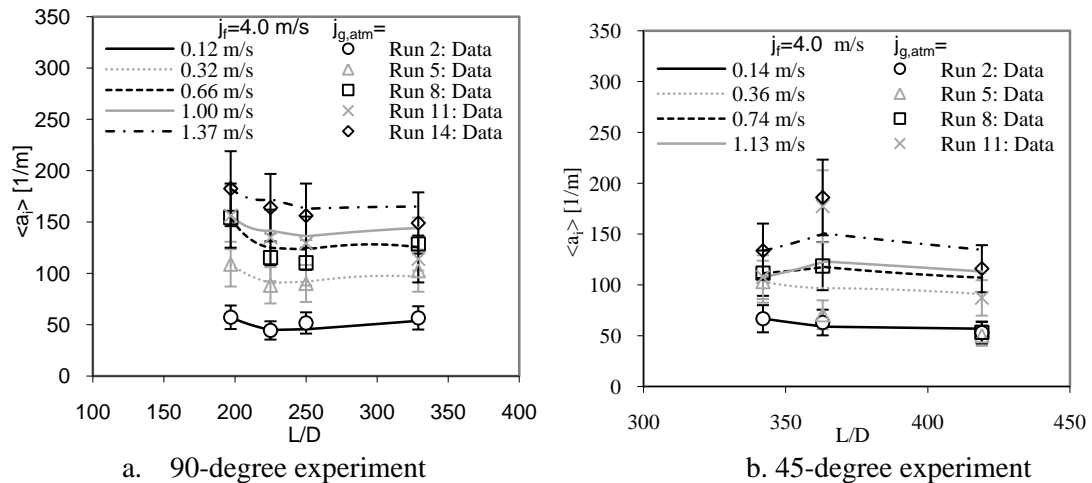 350
300
250
200
150
100
50
0
<a_i> [1/m]
j_f=4.0 m/s j_g,atm=
0.12 m/s Run 2: Data
0.32 m/s Run 5: Data
0.66 m/s Run 8: Data
1.00 m/s Run 11: Data
1.37 m/s Run 14: Data
100 150 200 250 300 350 400
L/D
a. 90-degree experiment
350
300
250
200
150
100
50
0
<a_i> [1/m]
j_f=4.0 m/s j_g,atm=
0.14 m/s Run 2: Data
0.36 m/s Run 5: Data
0.74 m/s Run 8: Data
1.13 m/s Run 11: Data
300 350 400 450
L/D
b. 45-degree experiment